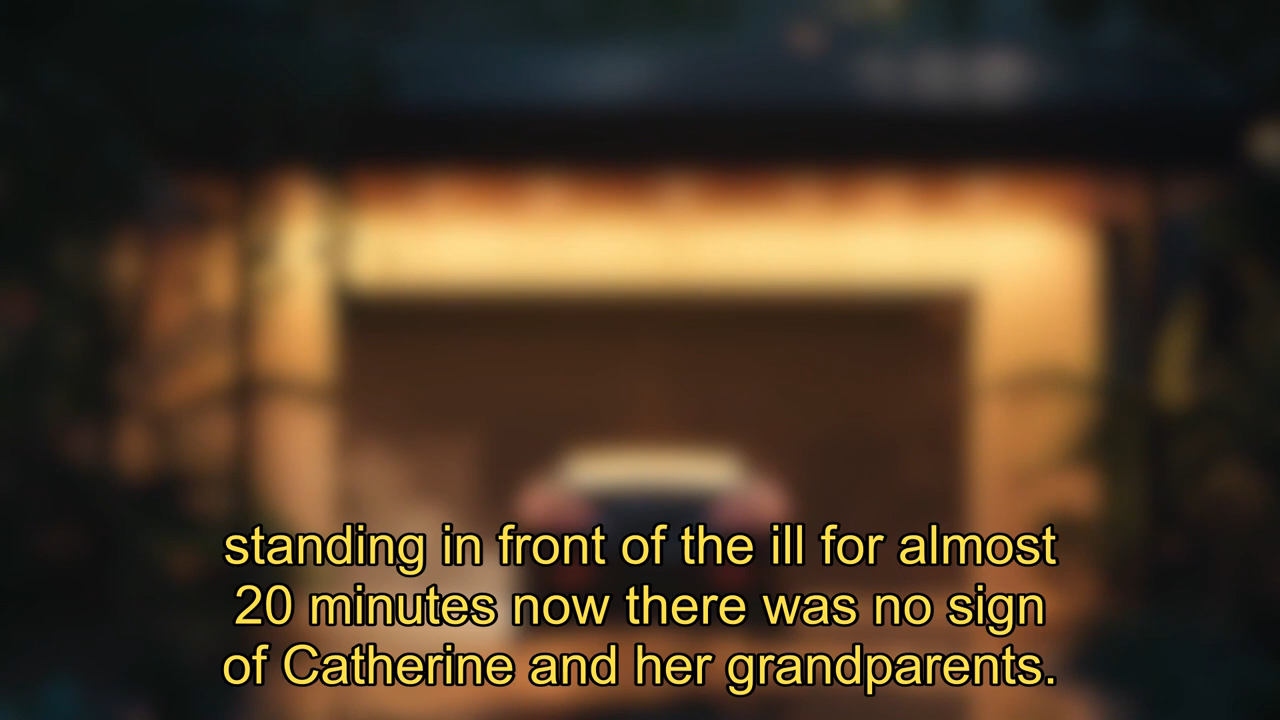 standing in front of the ill for almost
20 minutes now there was no sign
of Catherine and her grandparents.